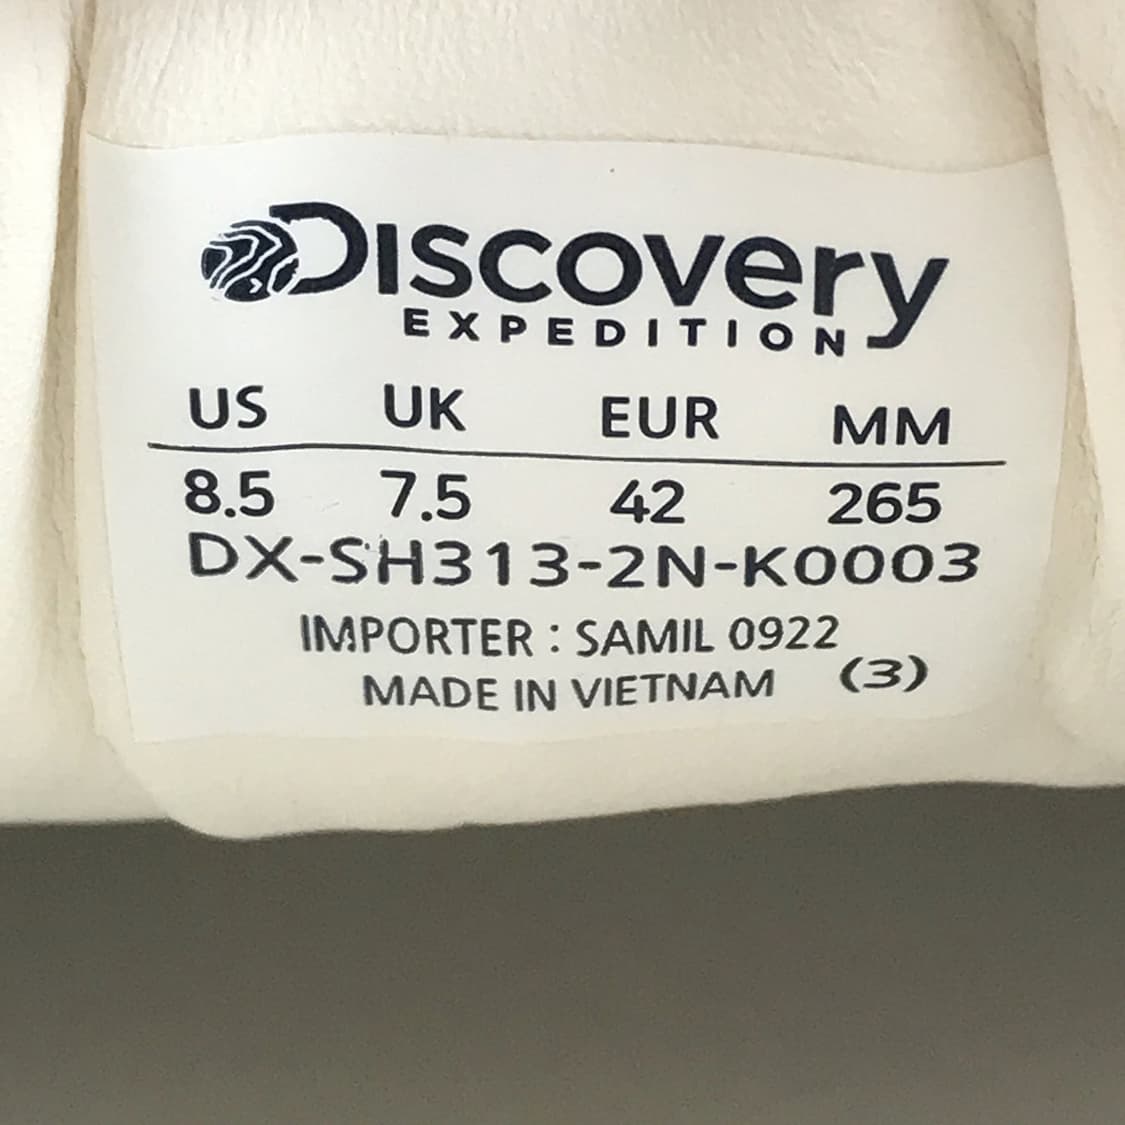 DISCOVERY
EXPEDITION
US UK EUR MM
8.5 7.5 42 265
DX-SH313-2N-K0003
IMPORTER : SAMIL 0922
MADE IN VIETNAM (3)